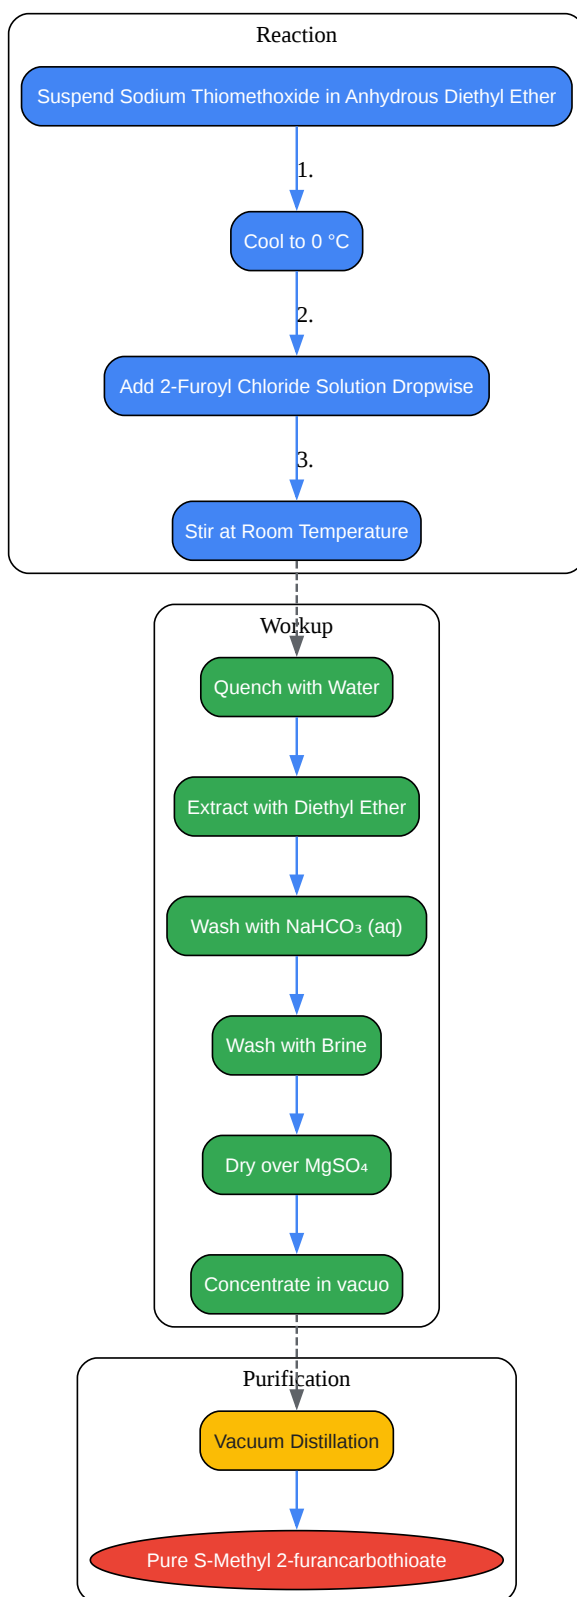 Reaction
Suspend Sodium Thiomethoxide in Anhydrous Diethyl Ether
1.
Cool to 0 °C
2.
Add 2-Furoyl Chloride Solution Dropwise
3.
Stir at Room Temperature
Workup
Quench with Water
Extract with Diethyl Ether
Wash with NaHCO₃ (aq)
Wash with Brine
Dry over MgSO₄
Concentrate in vacuo
Purification
Vacuum Distillation
Pure S-Methyl 2-furancarbothioate